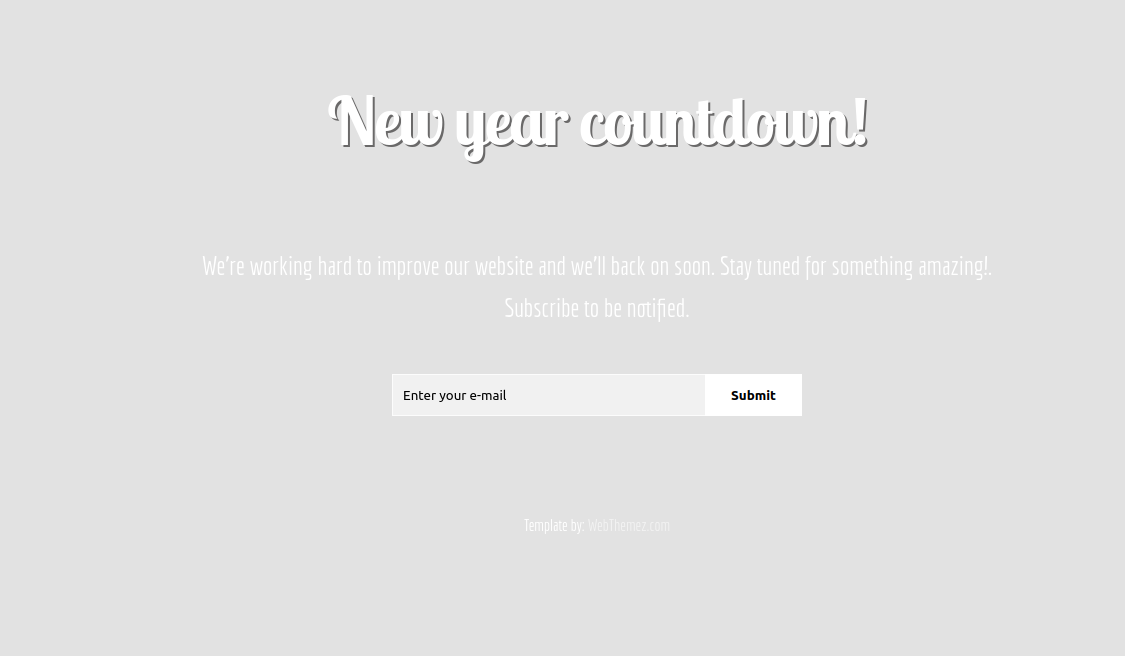 New year countdown!
We're working hard to improve our website and we'll back on soon. Stay tuned for something amazing!.
Subscribe to be notified.
Enter your e-mail
Submit
Template by: WebThemez.com